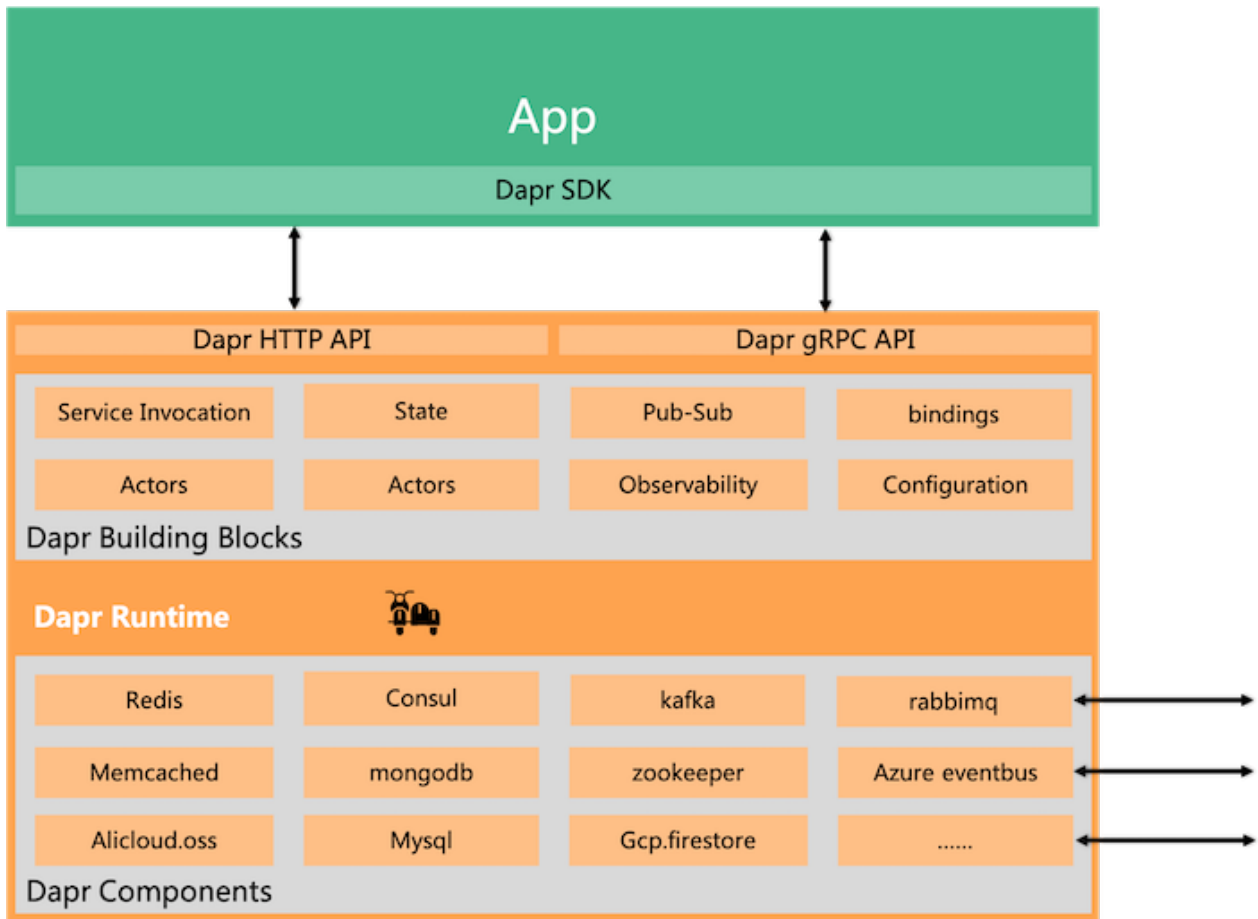 App
Dapr SDK
Dapr HTTP API
Dapr gRPC API
Service Invocation
State
Pub-Sub
bindings
Actors
Actors
Observability
Configuration
Dapr Building Blocks
Dapr Runtime
Redis
Consul
kafka
rabbimq
Memcached
mongodb
zookeeper
Azure eventbus
Alicloud.oss
Mysql
Gcp.firestore
......
Dapr Components